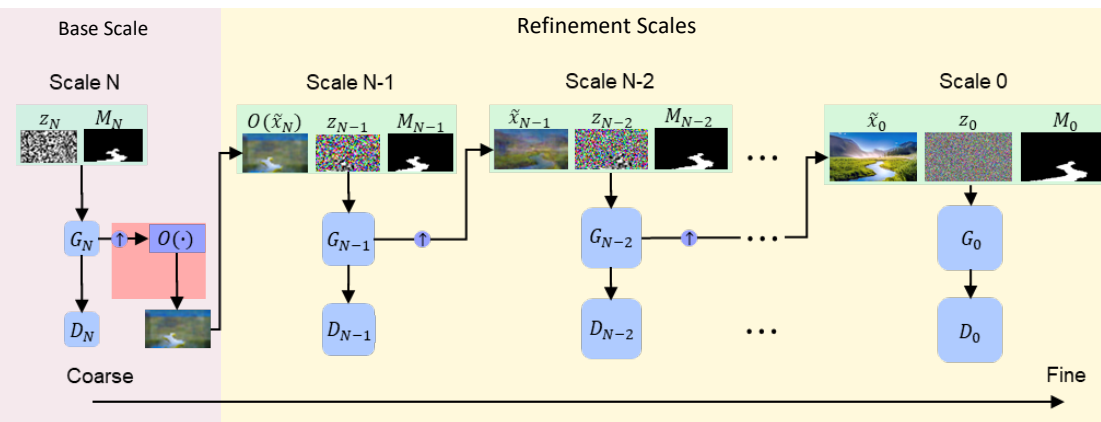 Base Scale
Refinement Scales
Scale N
Scale N-1
Scale N-2
Scale 0
z_N M_N
O(x̃_N) z_{N-1} M_{N-1}
x̃_{N-1} z_{N-2} M_{N-2}
x̃_0 z_0 M_0
...
G_N ↑ O(·)
G_{N-1} ↑
G_{N-2} ↑ ...
G_0
D_N
D_{N-1}
D_{N-2} ...
D_0
Coarse
Fine